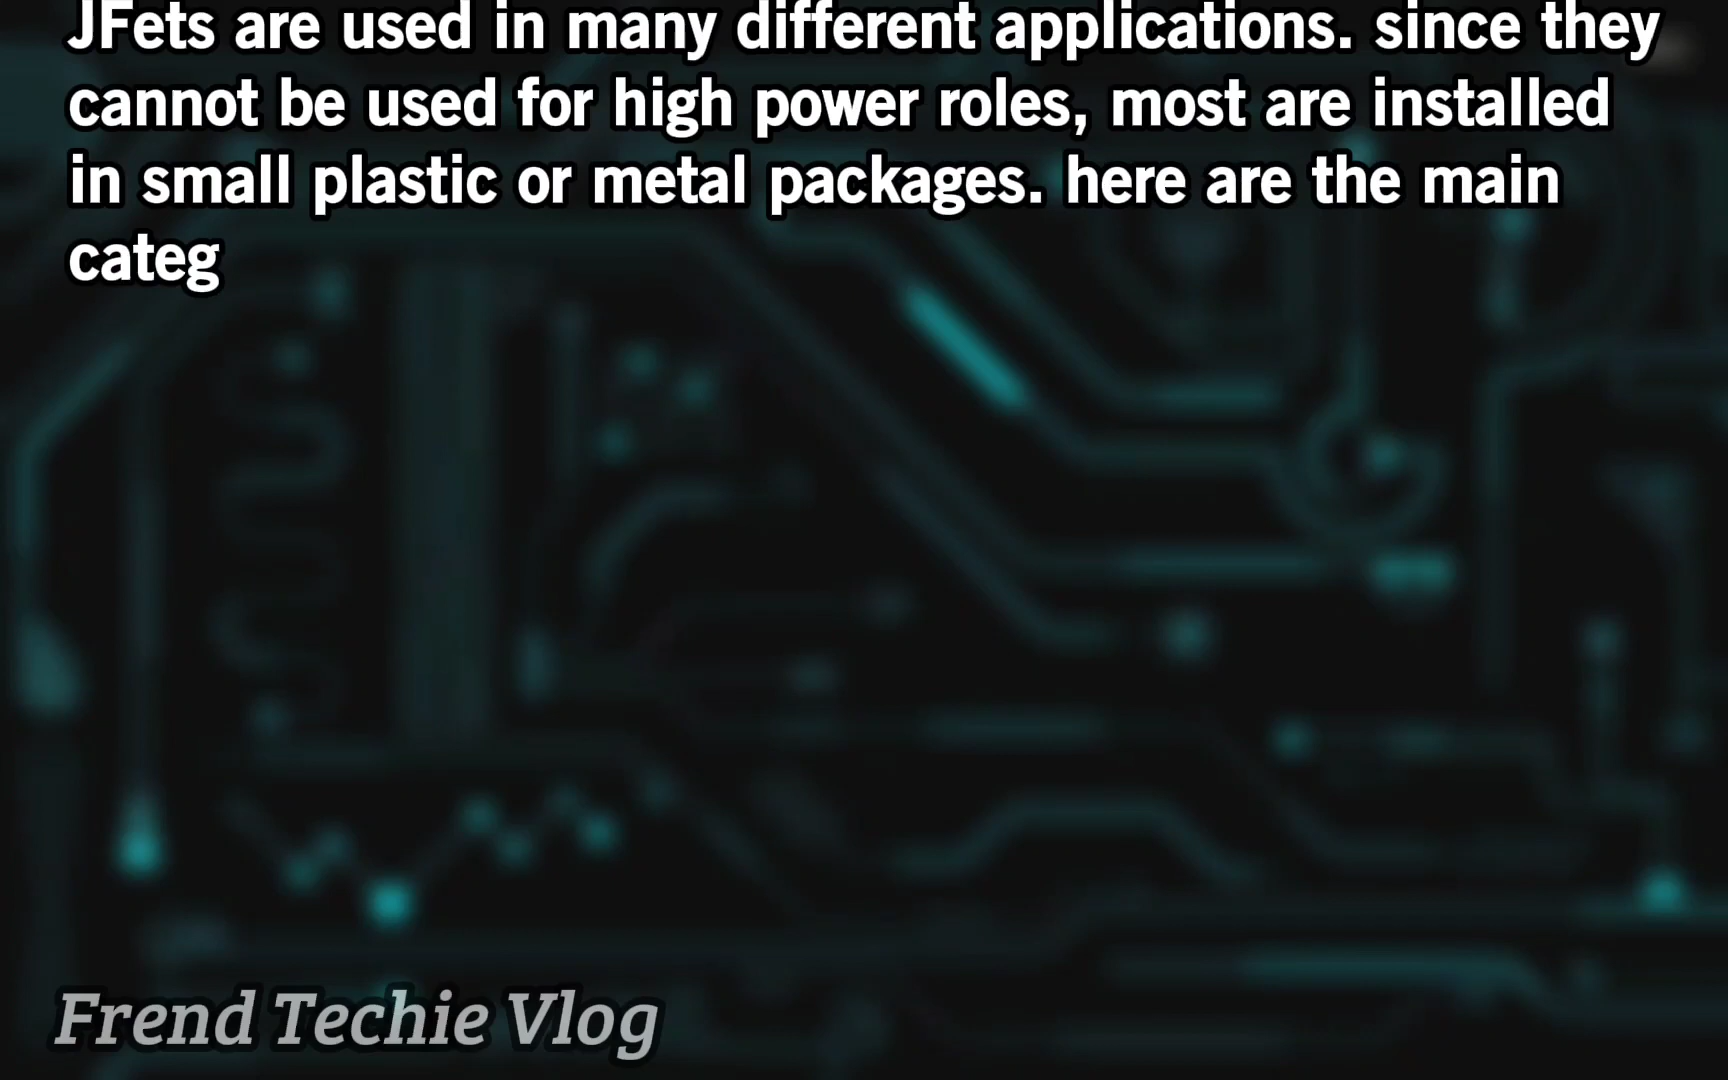 JFets are used in many different applications. since they
cannot be used for high power roles, most are installed
in small plastic or metal packages. here are the main
categ
Frend Techie Vlog